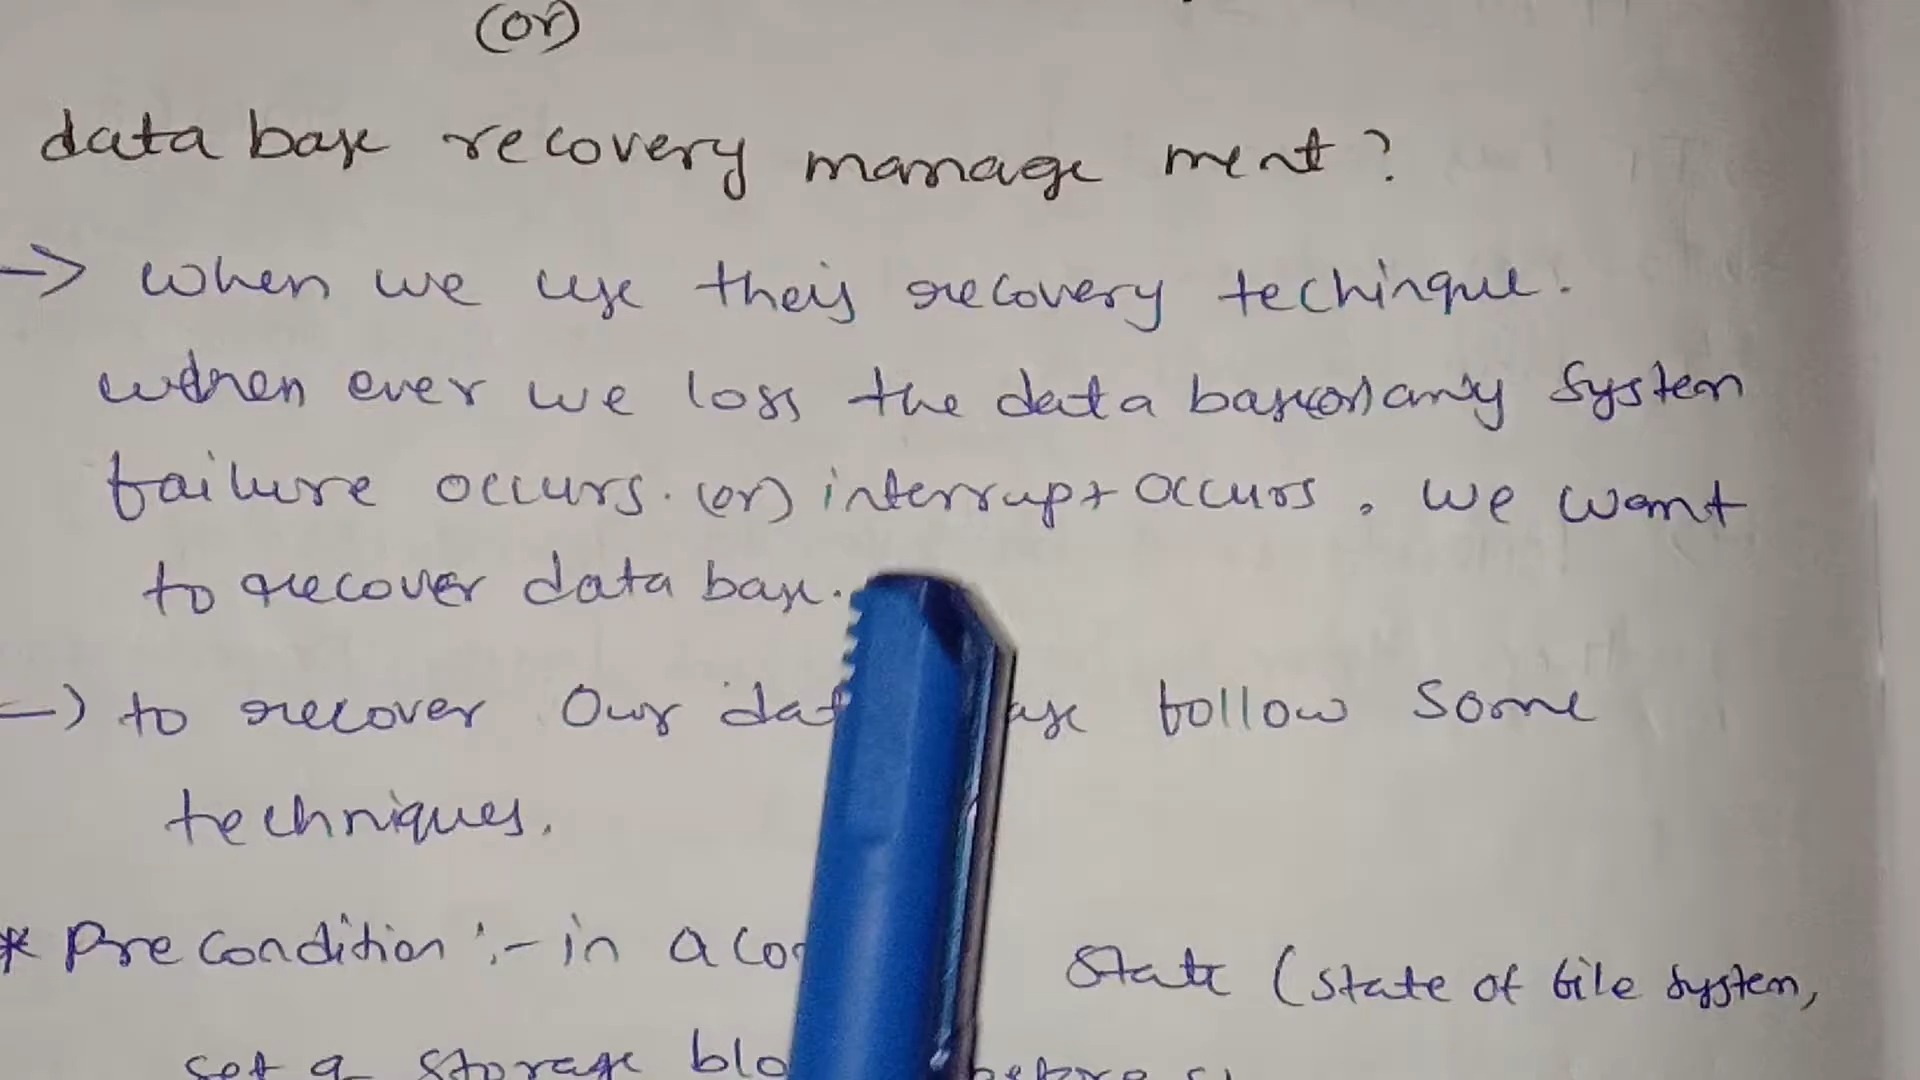 (or)
data base recovery manage ment?
→ when we use theis recovery techinque.
when ever we loss the data base(or) any system
failure occurs. (or) interrupt occurs, we want
to recover data base.
→ to recover our follow some
techniques.
* Pre condition :- in a state (state of file system,
set storage before